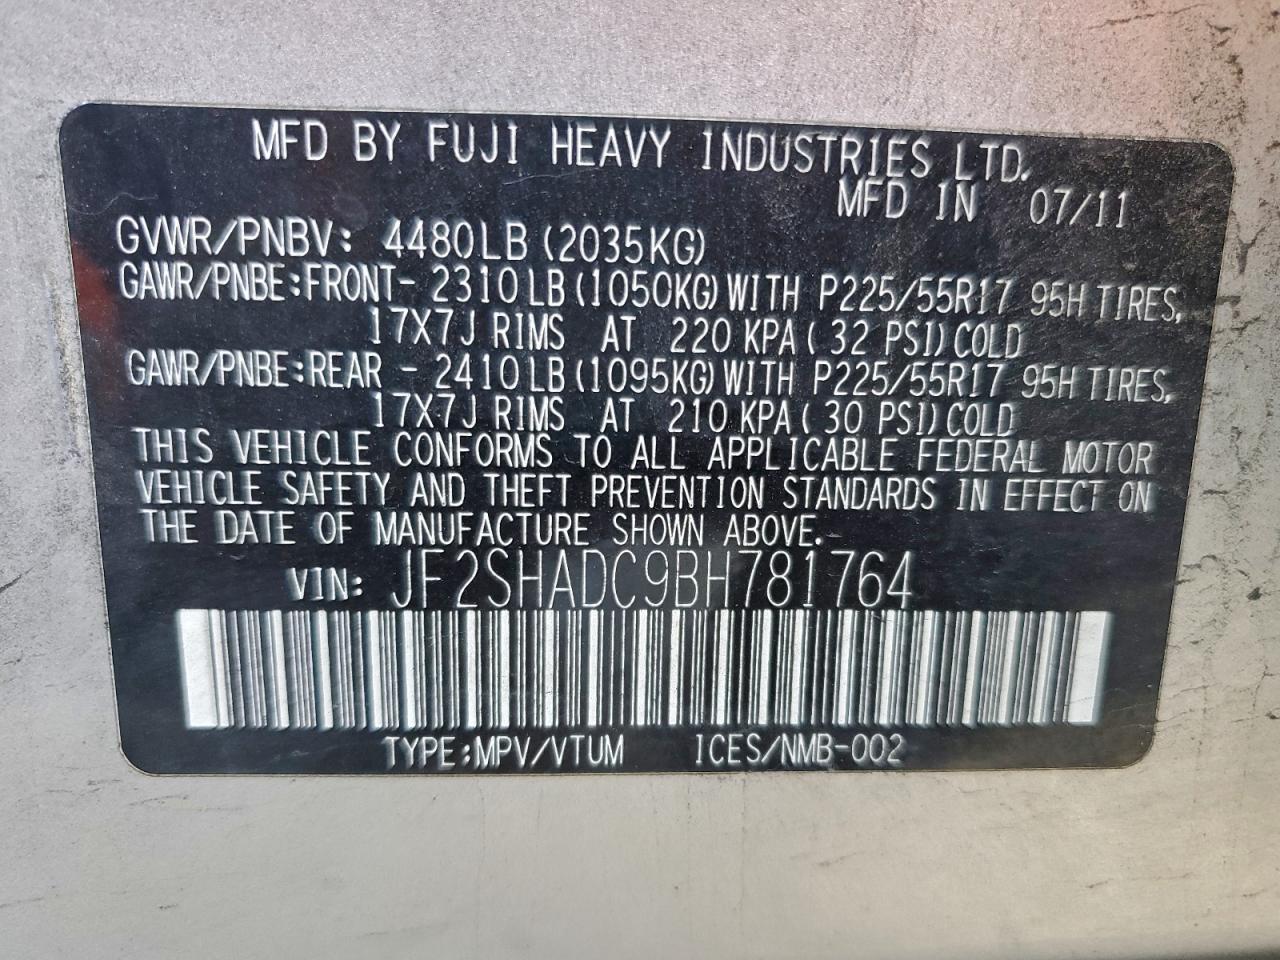 MFD BY FUJI HEAVY INDUSTRIES LTD.
MFD IN 07/11
GVWR/PNBV: 4480LB (2035KG)
GAWR/PNBE:FRONT- 2310LB (1050KG) WITH P225/55R17 95H TIRES,
17X7J RIMS AT 220 KPA ( 32 PSI) COLD
GAWR/PNBE:REAR - 2410LB (1095KG) WITH P225/55R17 95H TIRES,
17X7J RIMS AT 210 KPA ( 30 PSI) COLD
THIS VEHICLE CONFORMS TO ALL APPLICABLE FEDERAL MOTOR
VEHICLE SAFETY AND THEFT PREVENTION STANDARDS IN EFFECT ON
THE DATE OF MANUFACTURE SHOWN ABOVE.
VIN: JF2SHADC9BH781764
TYPE:MPV/VTUM ICES/NMB-002